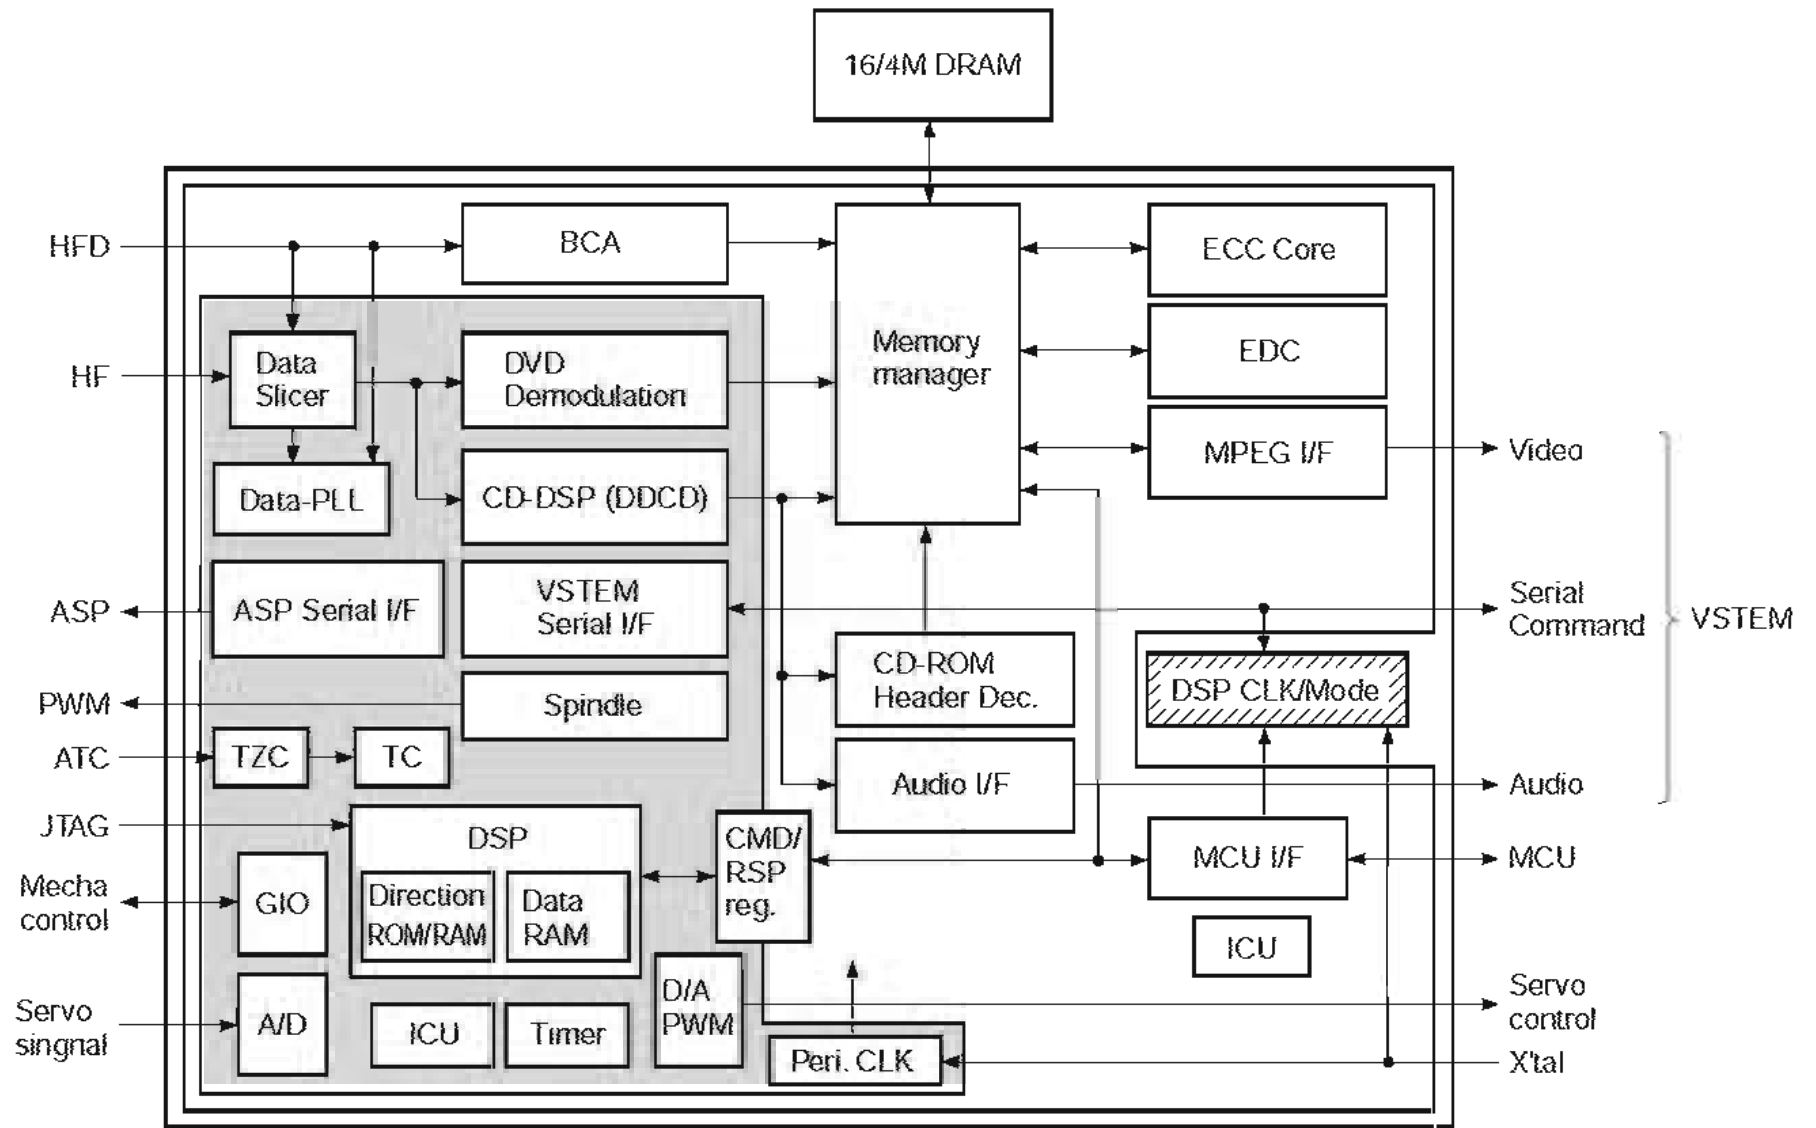 16/4M DRAM
HFD
BCA
ECC Core
HF
Data
Slicer
DVD
Demodulation
Memory
manager
EDC
MPEG I/F
Video
Data-PLL
CD-DSP (DDCD)
ASP
ASP Serial I/F
VSTEM
Serial I/F
Serial
Command
VSTEM
CD-ROM
Header Dec.
DSP CLK/Mode
PWM
Spindle
ATC
TZC
TC
Audio I/F
Audio
JTAG
DSP
CMD/
RSP
reg.
MCU I/F
MCU
Mecha
control
GIO
Direction
ROM/RAM
Data
RAM
ICU
Servo
singnal
A/D
ICU
Timer
D/A
PWM
Servo
control
Peri. CLK
X'tal